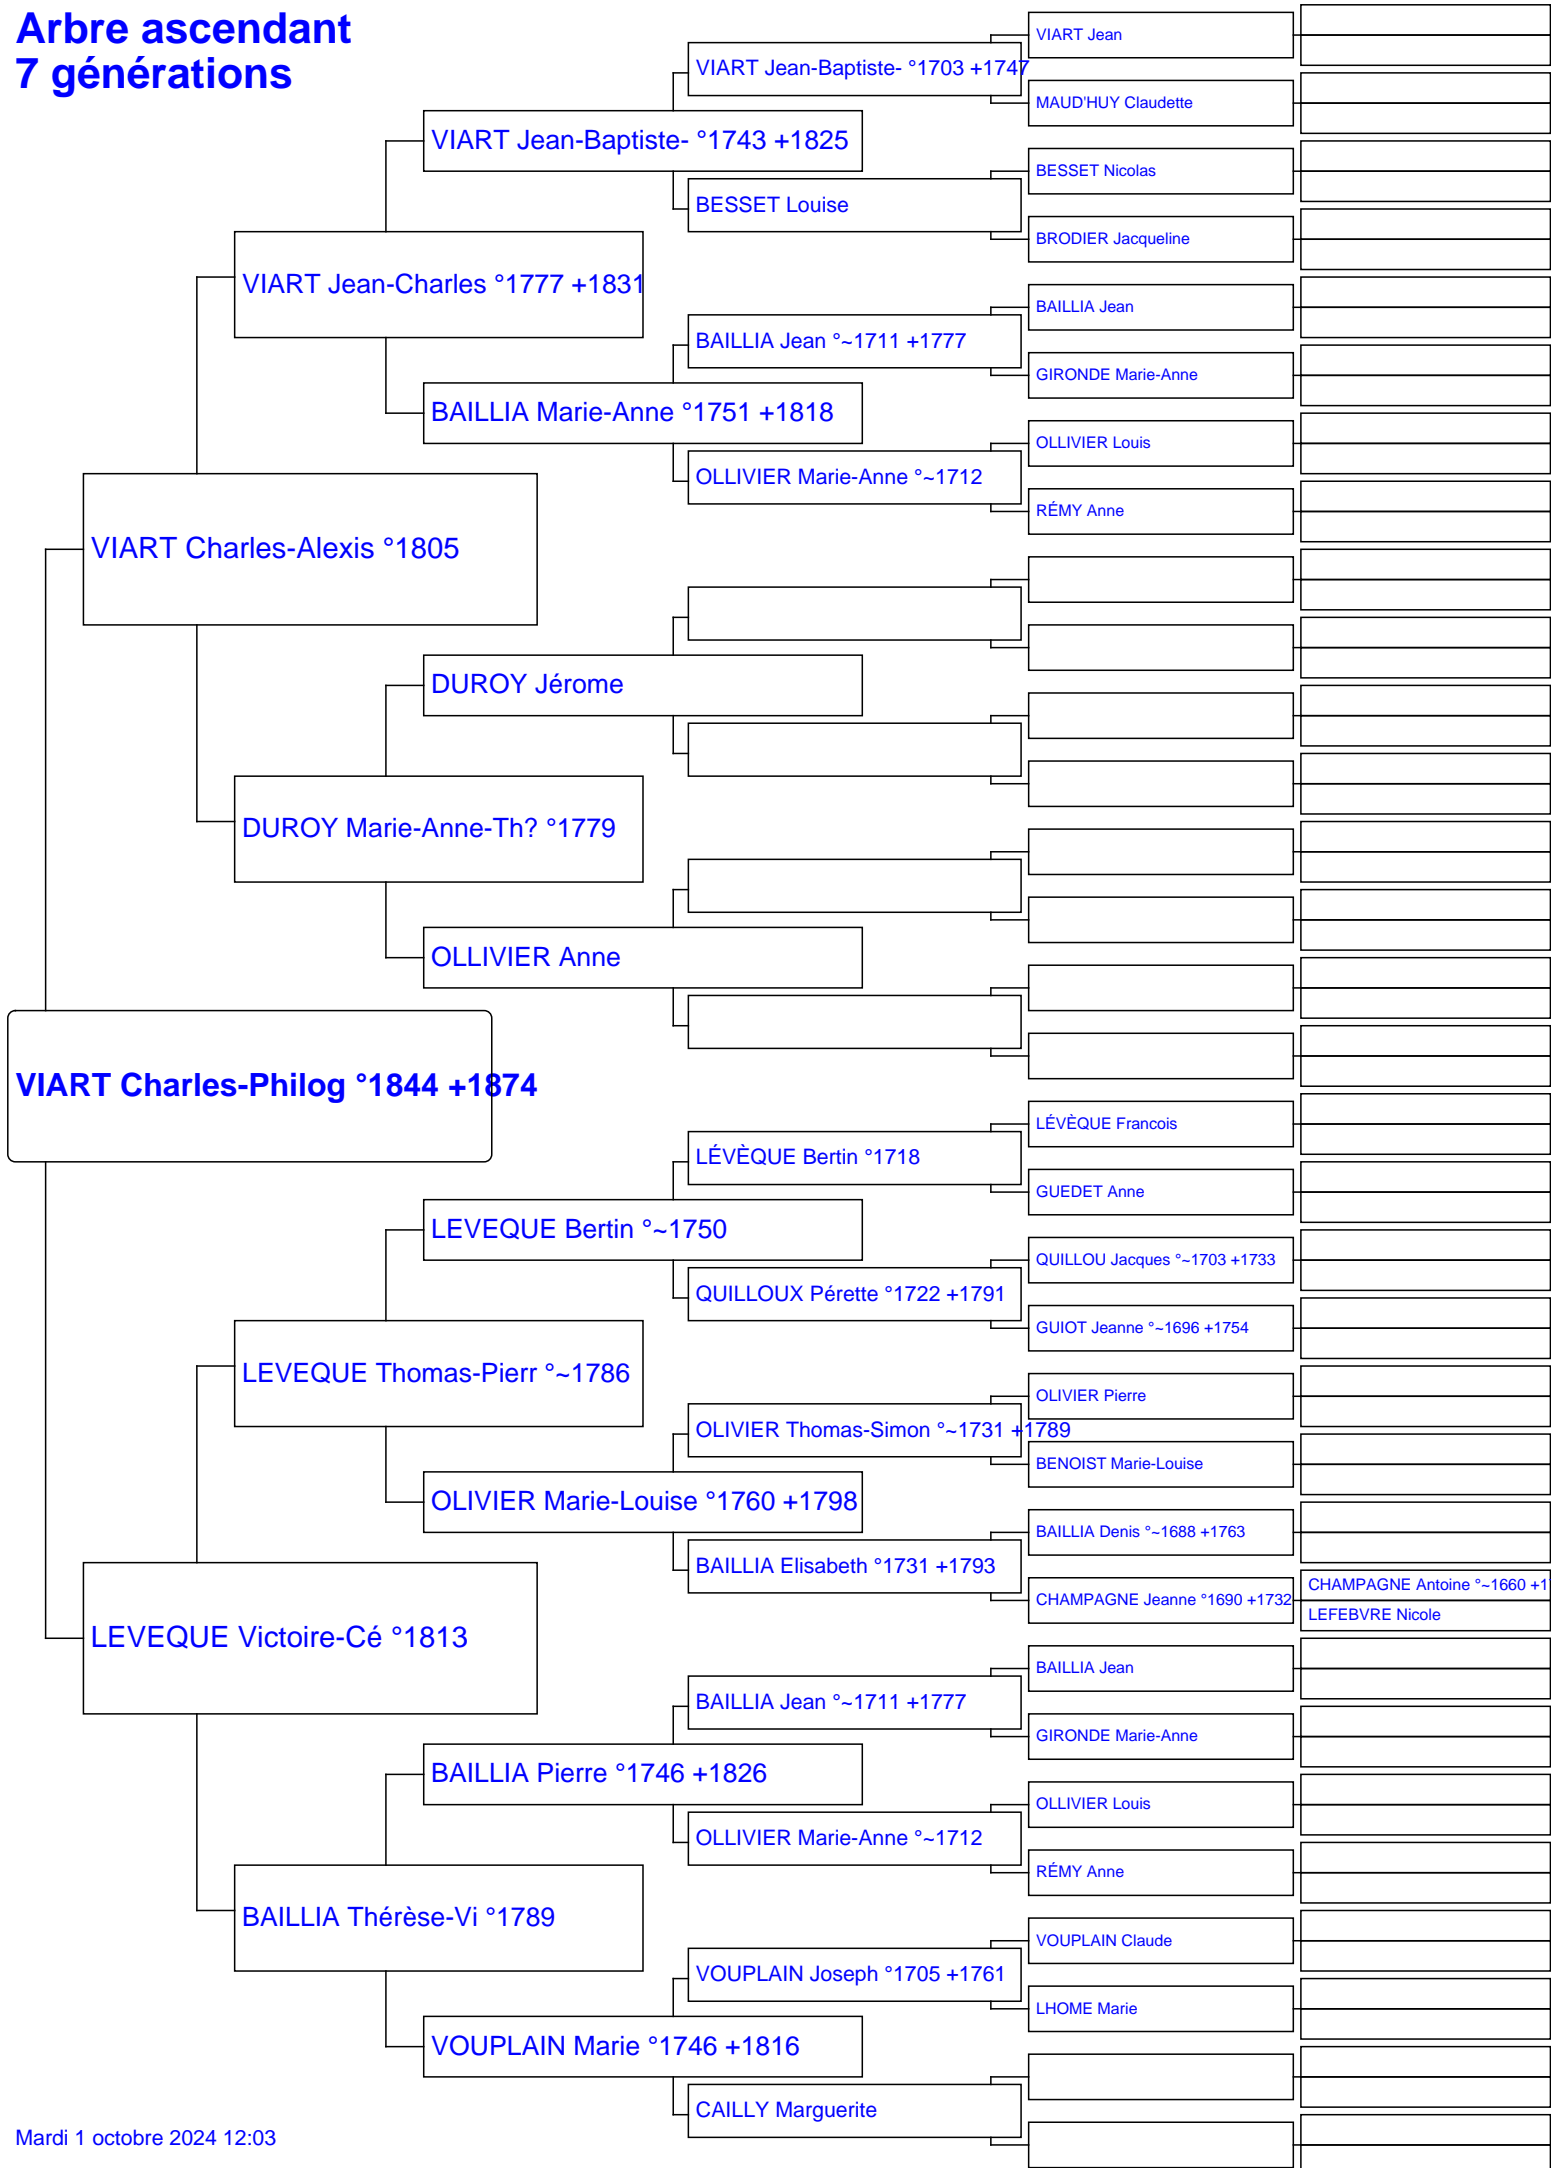 Arbre ascendant
7 générations
VIART Jean
VIART Jean-Baptiste- °1703 +1747
MAUD'HUY Claudette
VIART Jean-Baptiste- °1743 +1825
BESSET Nicolas
BESSET Louise
BRODIER Jacqueline
VIART Jean-Charles °1777 +1831
BAILLIA Jean
BAILLIA Jean °~1711 +1777
GIRONDE Marie-Anne
BAILLIA Marie-Anne °1751 +1818
OLLIVIER Louis
OLLIVIER Marie-Anne °~1712
RÉMY Anne
VIART Charles-Alexis °1805
DUROY Jérome
DUROY Marie-Anne-Th? °1779
OLLIVIER Anne
VIART Charles-Philog °1844 +1874
LÉVÈQUE Francois
LÉVÈQUE Bertin °1718
GUEDET Anne
LEVEQUE Bertin °~1750
QUILLOU Jacques °~1703 +1733
QUILLOUX Pérette °1722 +1791
GUIOT Jeanne °~1696 +1754
LEVEQUE Thomas-Pierr °~1786
OLIVIER Pierre
OLIVIER Thomas-Simon °~1731 +1789
BENOIST Marie-Louise
OLIVIER Marie-Louise °1760 +1798
BAILLIA Denis °~1688 +1763
BAILLIA Elisabeth °1731 +1793
CHAMPAGNE Antoine °~1660 +1
CHAMPAGNE Jeanne °1690 +1732
LEFEBVRE Nicole
LEVEQUE Victoire-Cé °1813
BAILLIA Jean
BAILLIA Jean °~1711 +1777
GIRONDE Marie-Anne
BAILLIA Pierre °1746 +1826
OLLIVIER Louis
OLLIVIER Marie-Anne °~1712
RÉMY Anne
BAILLIA Thérèse-Vi °1789
VOUPLAIN Claude
VOUPLAIN Joseph °1705 +1761
LHOME Marie
VOUPLAIN Marie °1746 +1816
CAILLY Marguerite
Mardi 1 octobre 2024 12:03